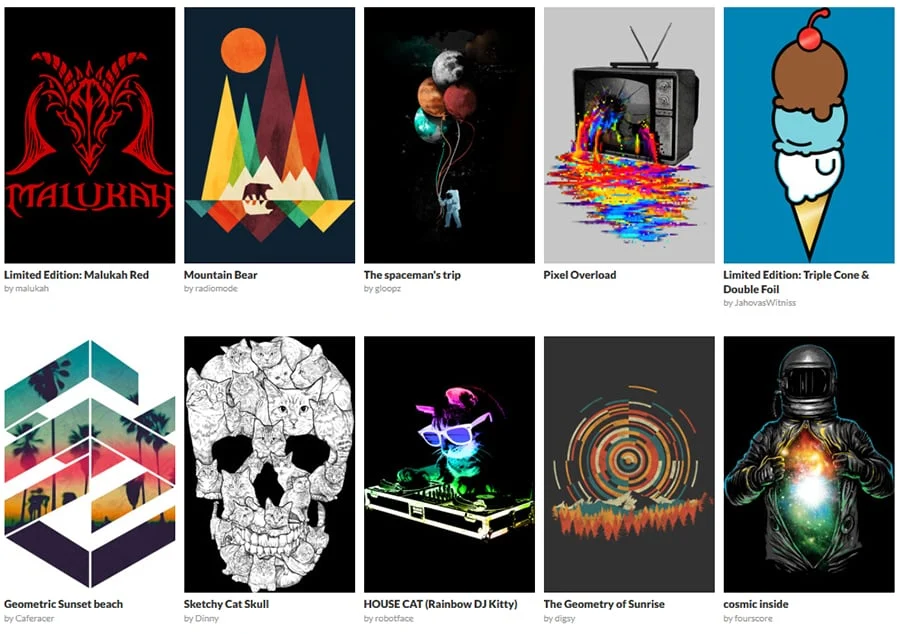 MALUKAH
Limited Edition: Malukah Red
by malukah
Mountain Bear
by radiomode
The spaceman's trip
by gloopz
Pixel Overload
Limited Edition: Triple Cone &
Double Foil
by JahovasWitniss
Geometric Sunset beach
by Caferacer
Sketchy Cat Skull
by Dinny
HOUSE CAT (Rainbow DJ Kitty)
by robotface
The Geometry of Sunrise
by digsy
cosmic inside
by fourscore